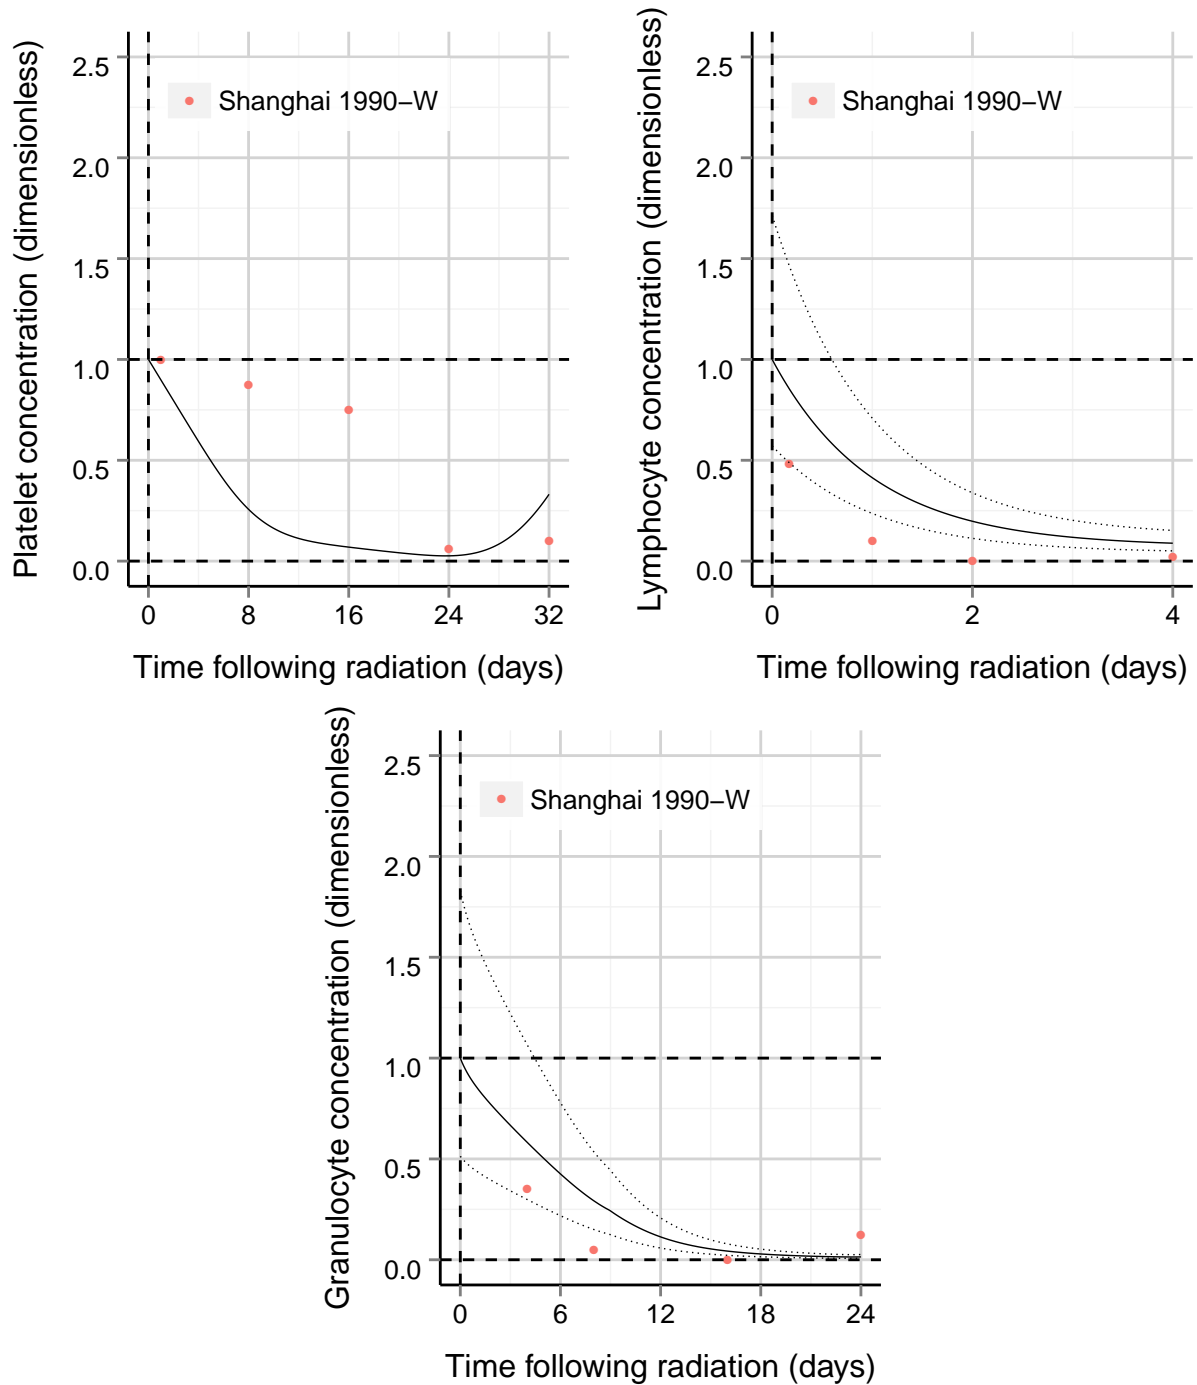 Platelet concentration (dimensionless)
2.5
2.0
1.5
1.0
0.5
0.0
Shanghai 1990−W
0 8 16 24 32
Time following radiation (days)
Lymphocyte concentration (dimensionless)
2.5
2.0
1.5
1.0
0.5
0.0
Shanghai 1990−W
0 2 4
Time following radiation (days)
Granulocyte concentration (dimensionless)
2.5
2.0
1.5
1.0
0.5
0.0
Shanghai 1990−W
0 6 12 18 24
Time following radiation (days)